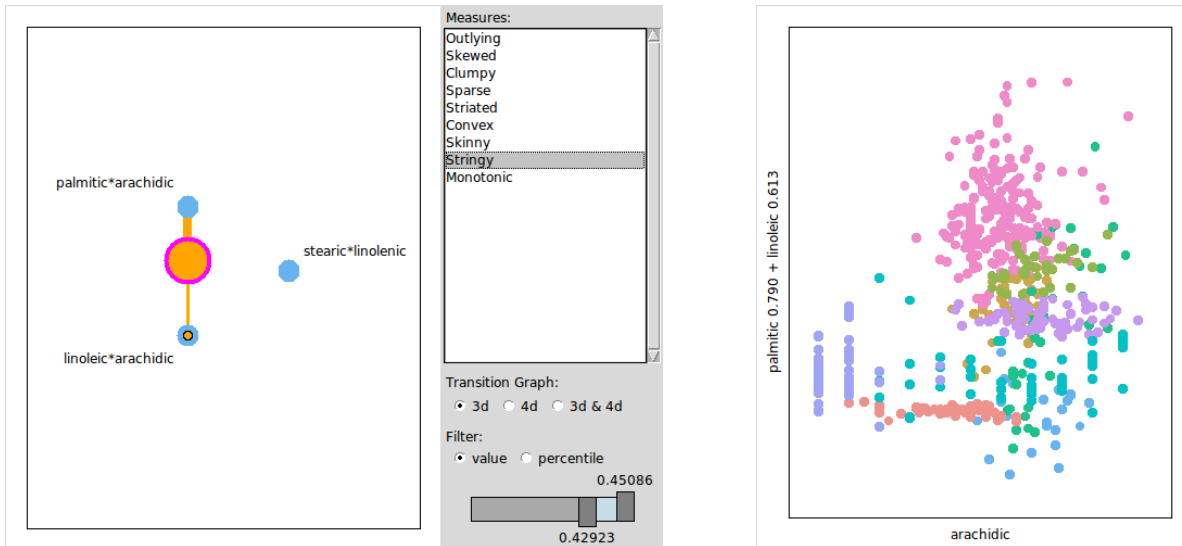 palmitic*arachidic
stearic*linolenic
linoleic*arachidic
Measures:
Outlying
Skewed
Clumpy
Sparse
Striated
Convex
Skinny
Stringy
Monotonic
Transition Graph:
3d 4d 3d & 4d
Filter:
value percentile
0.45086
0.42923
palmitic 0.790 + linoleic 0.613
arachidic